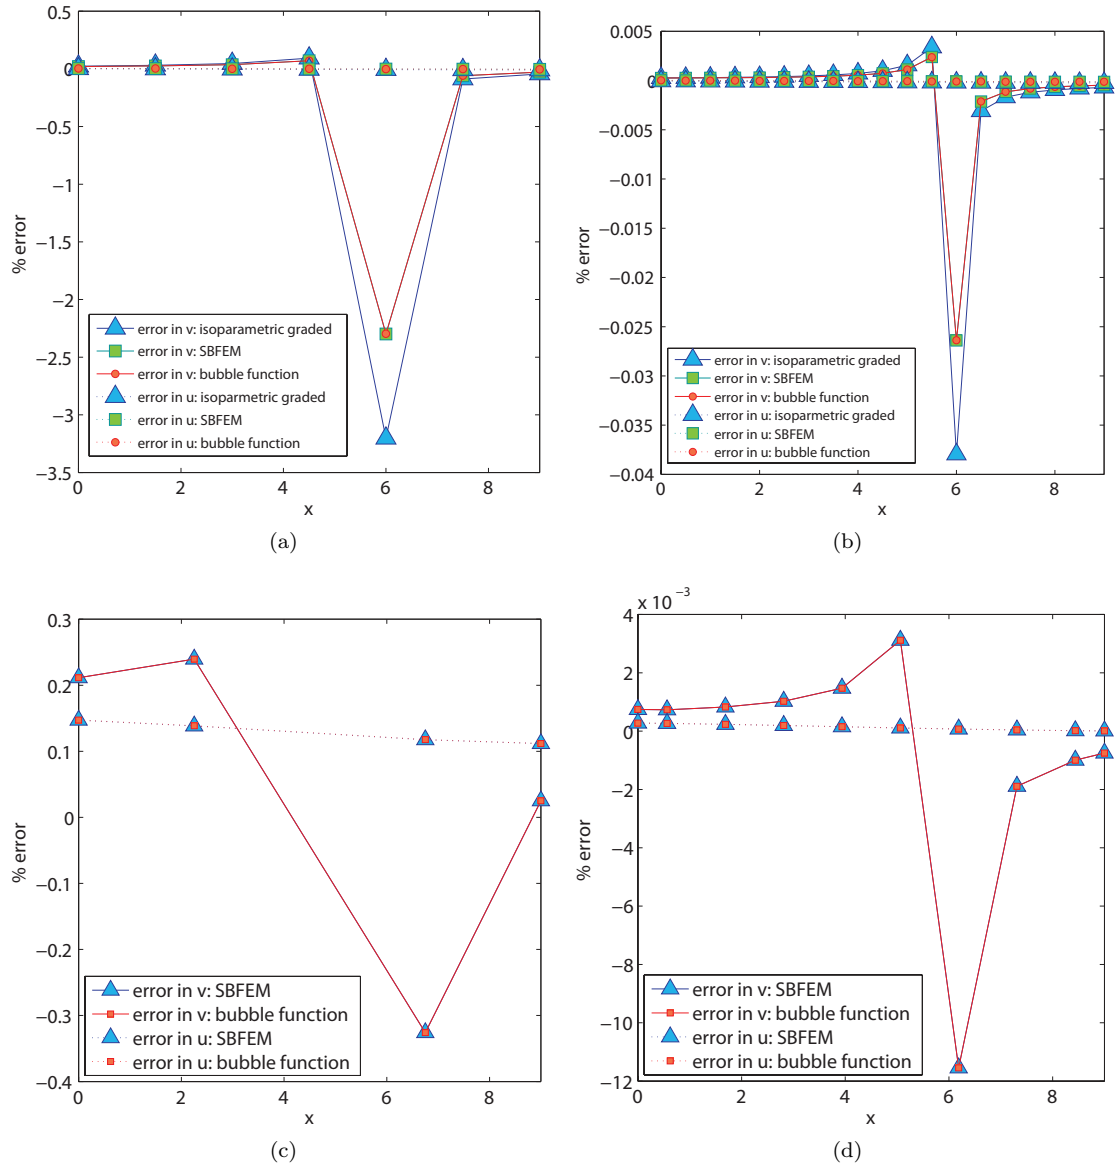 0.5
0
−0.5
−1
−1.5
−2
−2.5
−3
−3.5
% error
error in v: isoparametric graded
error in v: SBFEM
error in v: bubble function
error in u: isoparmetric graded
error in u: SBFEM
error in u: bubble function
0 2 4 6 8
x
(a)
0.005
0
−0.005
−0.01
−0.015
−0.02
−0.025
−0.03
−0.035
−0.04
% error
error in v: isoparametric graded
error in v: SBFEM
error in v: bubble function
error in u: isoparmetric graded
error in u: SBFEM
error in u: bubble function
0 2 4 6 8
x
(b)
0.3
0.2
0.1
0
−0.1
−0.2
−0.3
−0.4
% error
error in v: SBFEM
error in v: bubble function
error in u: SBFEM
error in u: bubble function
0 2 4 6 8
x
(c)
x 10⁻³
4
2
0
−2
−4
−6
−8
−10
−12
% error
error in v: SBFEM
error in v: bubble function
error in u: SBFEM
error in u: bubble function
0 2 4 6 8
x
(d)